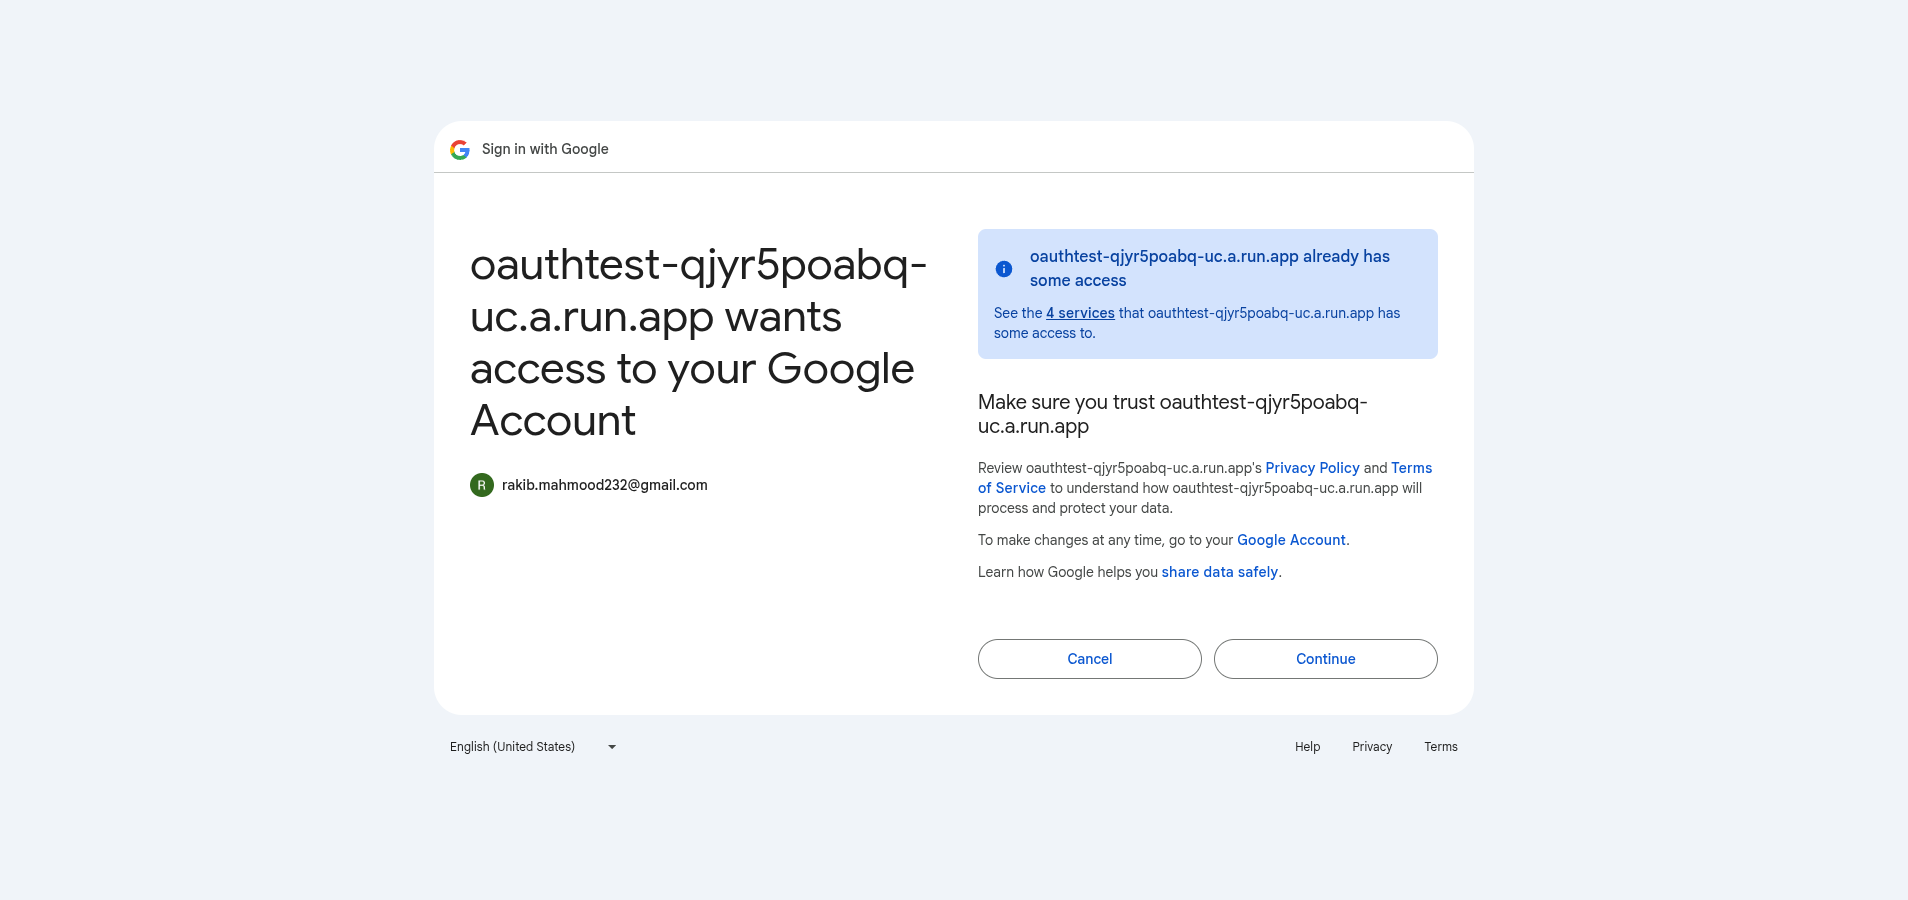 Sign in with Google
oauthtest-qjyr5poabq-
uc.a.run.app wants
access to your Google
Account
R
rakib.mahmood232@gmail.com
oauthtest-qjyr5poabq-uc.a.run.app already has
some access
See the 4 services that oauthtest-qjyr5poabq-uc.a.run.app has
some access to.
Make sure you trust oauthtest-qjyr5poabq-
uc.a.run.app
Review oauthtest-qjyr5poabq-uc.a.run.app's Privacy Policy and Terms
of Service to understand how oauthtest-qjyr5poabq-uc.a.run.app will
process and protect your data.
To make changes at any time, go to your Google Account.
Learn how Google helps you share data safely.
Cancel
Continue
English (United States)
Help
Privacy
Terms